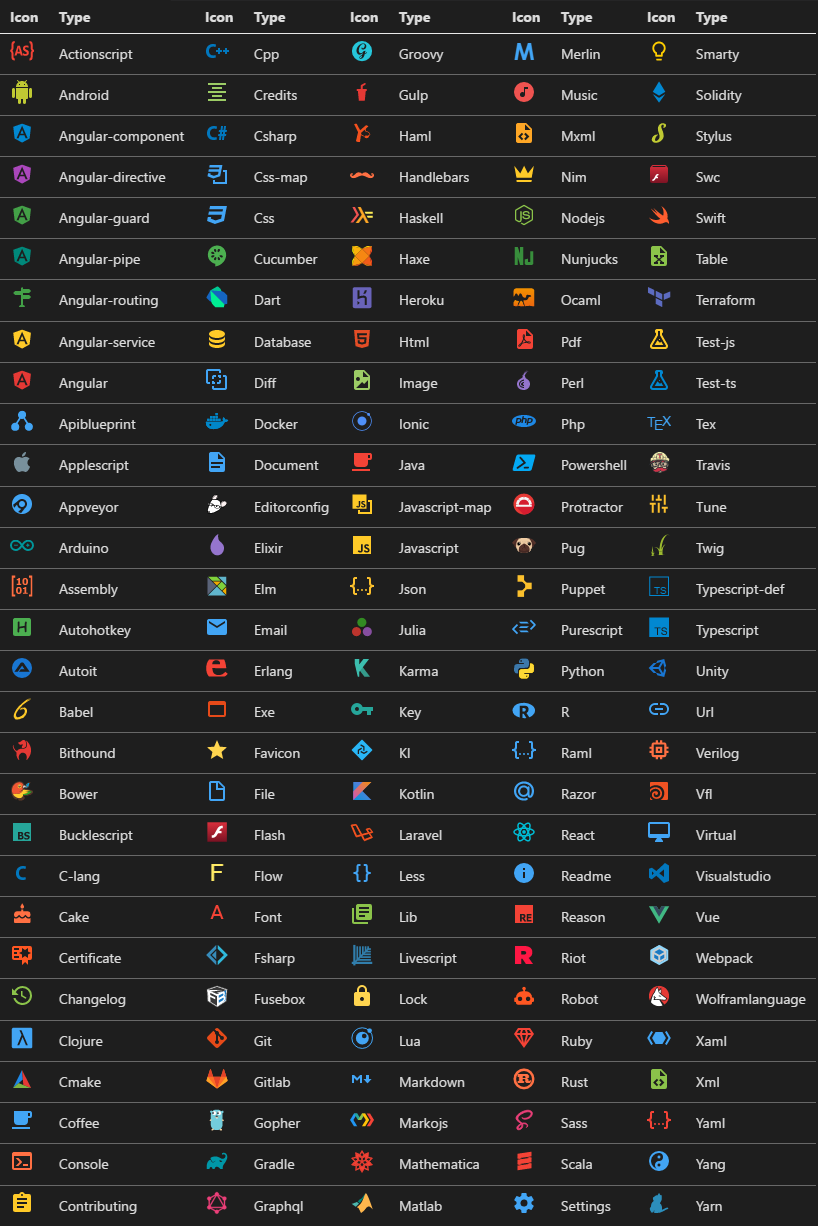 Icon Type Icon Type Icon Type Icon Type Icon Type
{AS} Actionscript C++ Cpp G Groovy M Merlin Smarty
Android Credits Gulp Music Solidity
A Angular-component C# Csharp Haml Mxml Stylus
A Angular-directive Css-map Handlebars Nim Swc
A Angular-guard Css Haskell JS Nodejs Swift
A Angular-pipe Cucumber Haxe NJ Nunjucks Table
Angular-routing Dart Heroku Ocaml Terraform
A Angular-service Database Html Pdf Test-js
A Angular Diff Image Perl Test-ts
Apiblueprint Docker Ionic php Php TEX Tex
Applescript Document Java Powershell Travis
Appveyor Editorconfig JS Javascript-map Protractor Tune
Arduino Elixir JS Javascript Pug Twig
[10 01] Assembly Elm {...} Json Puppet TS Typescript-def
H Autohotkey Email Julia <=> Purescript TS Typescript
Autoit e Erlang K Karma Python Unity
6 Babel Exe Key R R Url
Bithound Favicon Kl {...} Raml Verilog
Bower File Kotlin @ Razor Vfl
BS Bucklescript f Flash Laravel React Virtual
C C-lang F Flow {} Less i Readme Visualstudio
Cake A Font Lib RE Reason Vue
Certificate Fsharp Livescript R Riot Webpack
Changelog Fusebox Lock Robot Wolframlanguage
λ Clojure Git Lua Ruby Xaml
Cmake Gitlab M↓ Markdown R Rust Xml
Coffee Gopher Markojs Sass {...} Yaml
Console Gradle Mathematica Scala Yang
Contributing Graphql Matlab Settings Yarn